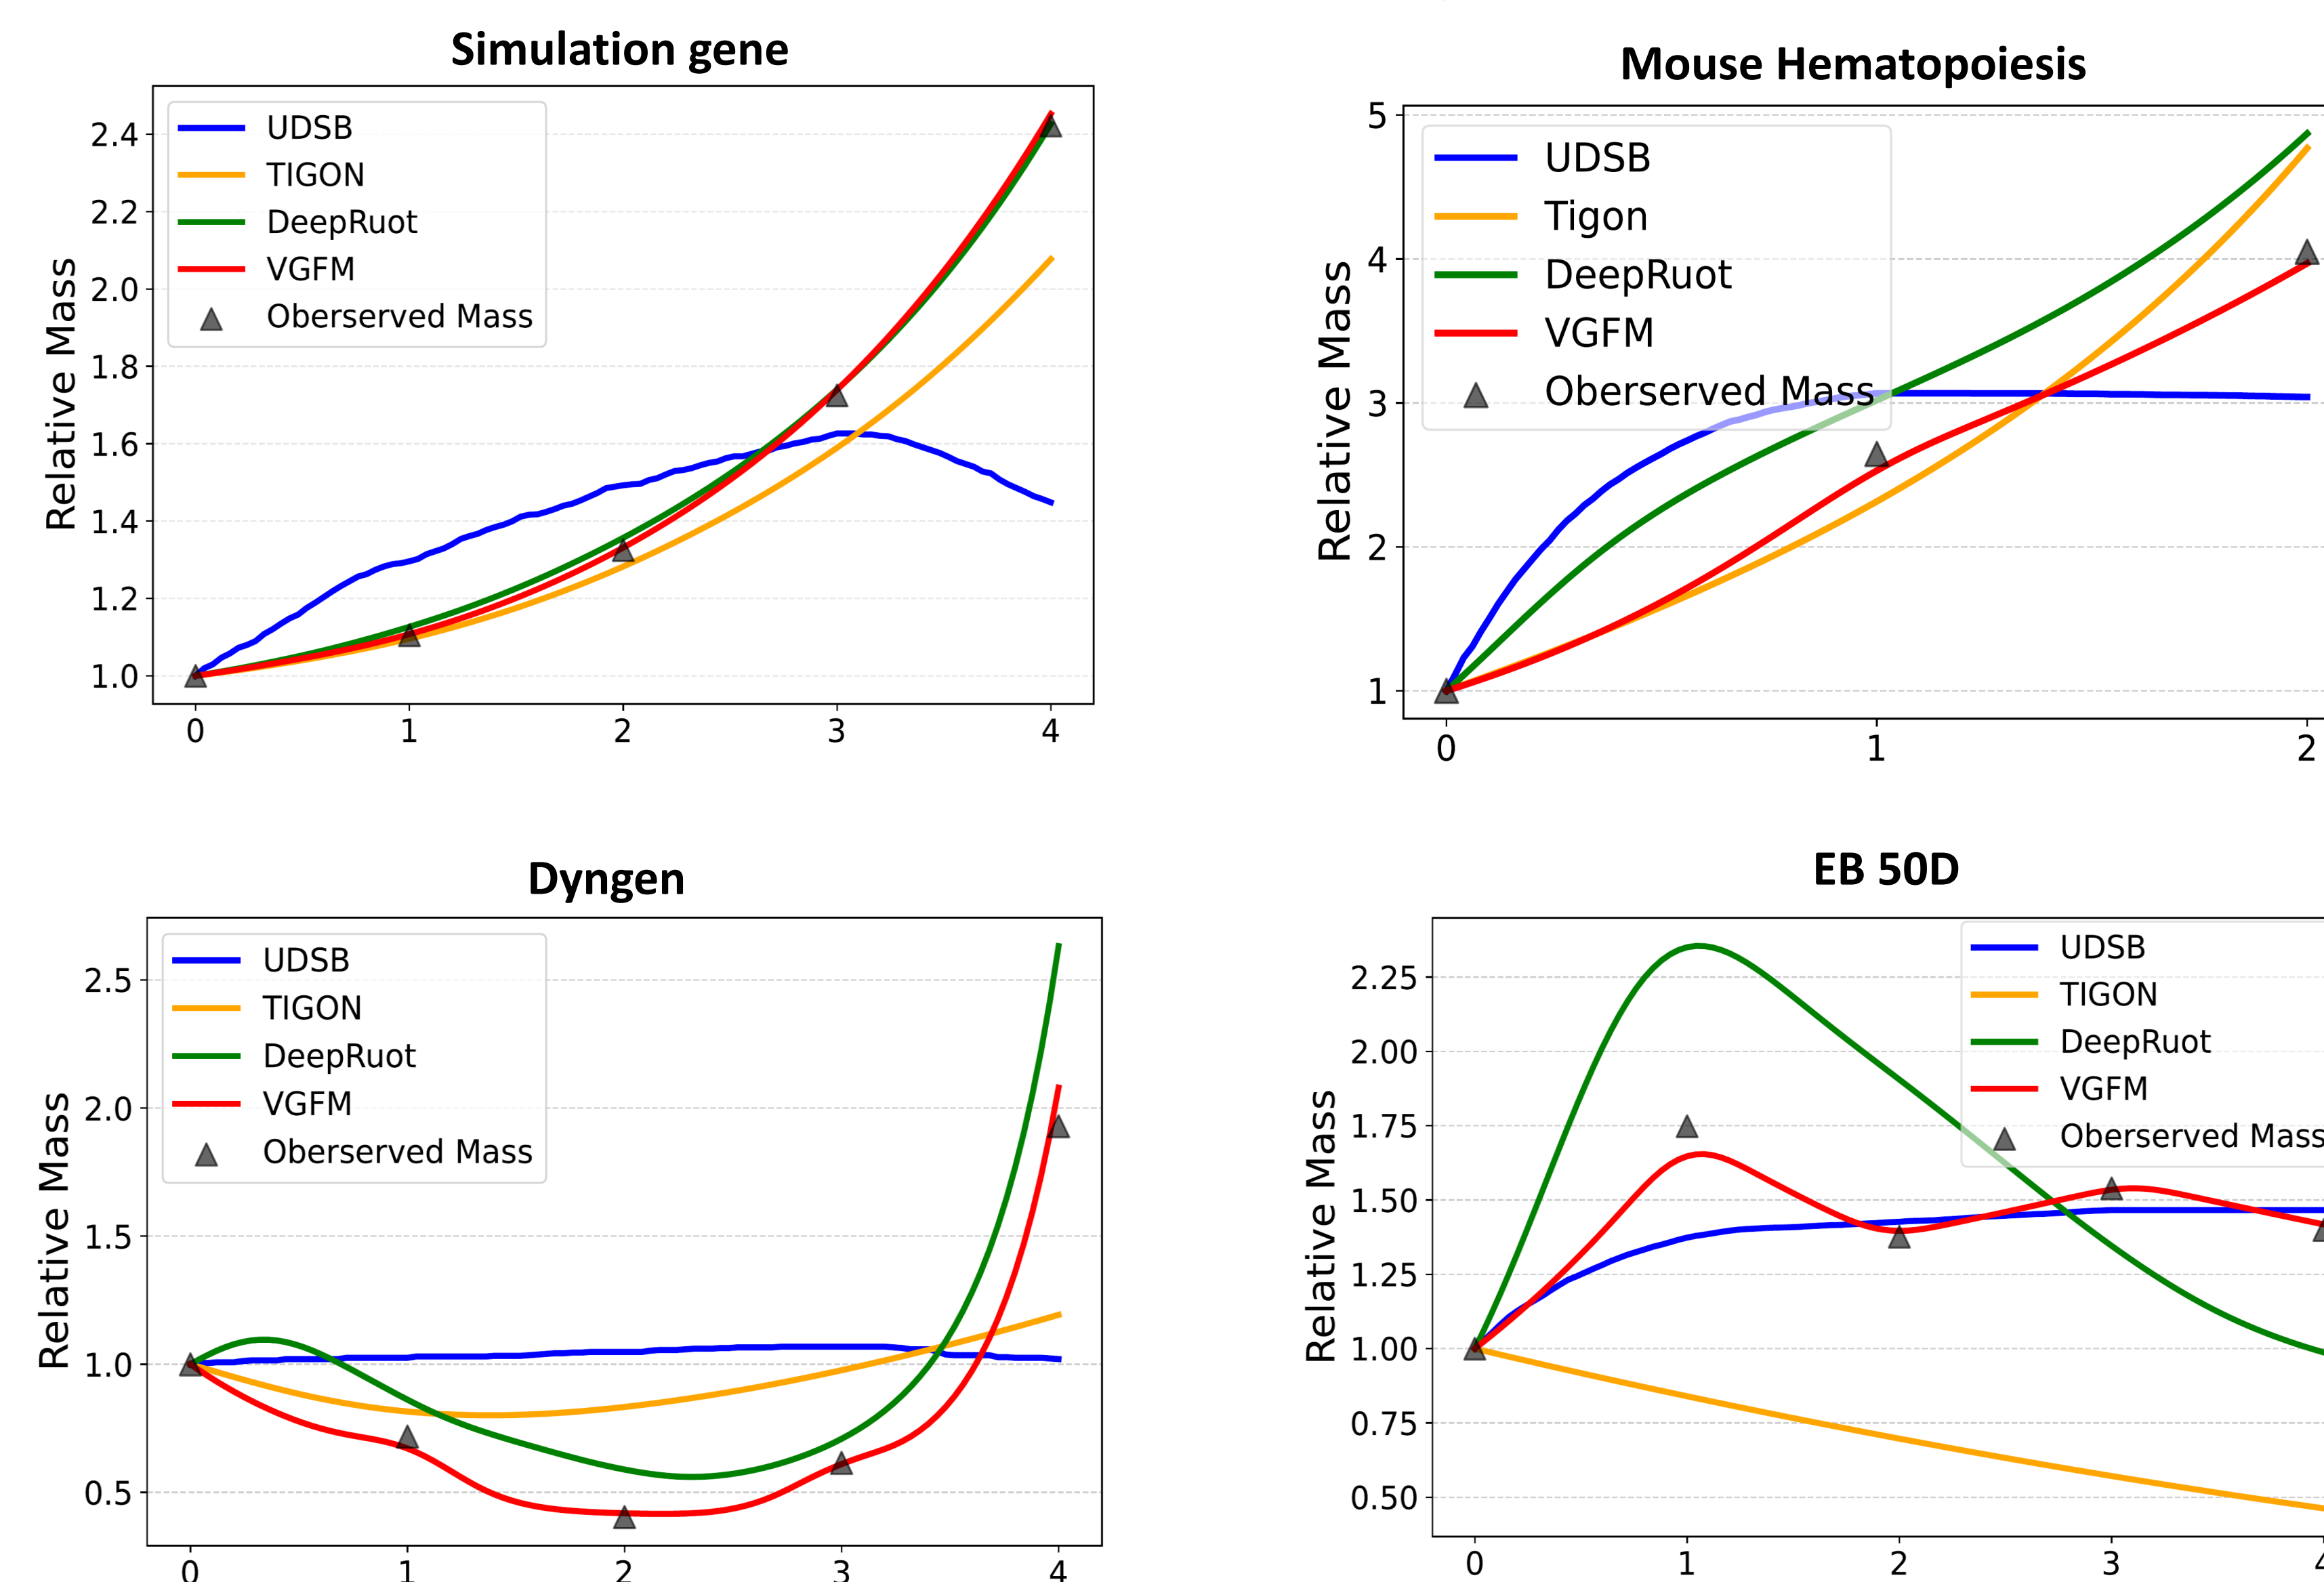 Simulation gene
Relative Mass
2.4
2.2
2.0
1.8
1.6
1.4
1.2
1.0
UDSB
TIGON
DeepRuot
VGFM
Oberserved Mass
0 1 2 3 4
Mouse Hematopoiesis
Relative Mass
5
4
3
2
1
UDSB
Tigon
DeepRuot
VGFM
Oberserved Mass
0 1 2
Dyngen
Relative Mass
2.5
2.0
1.5
1.0
0.5
UDSB
TIGON
DeepRuot
VGFM
Oberserved Mass
0 1 2 3 4
EB 50D
Relative Mass
2.25
2.00
1.75
1.50
1.25
1.00
0.75
0.50
UDSB
TIGON
DeepRuot
VGFM
Oberserved Mass
0 1 2 3 4